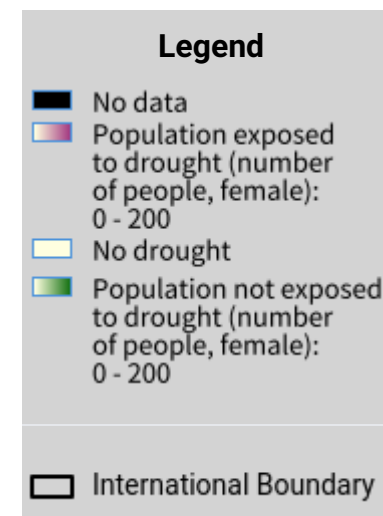 Legend
No data
Population exposed
to drought (number
of people, female):
0 - 200
No drought
Population not exposed
to drought (number
of people, female):
0 - 200
International Boundary